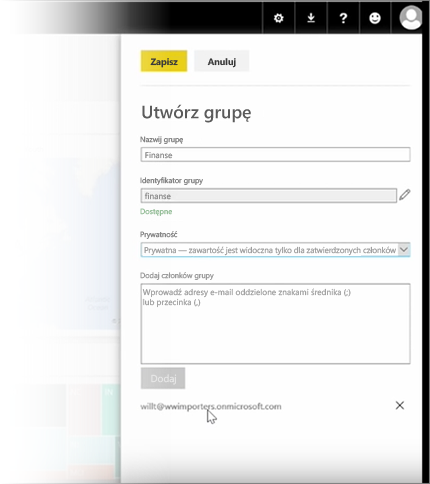 ?
Zapisz Anuluj
Utwórz grupę
Nazwij grupę
Finanse
Identyfikator grupy
finanse
Dostępne
Prywatność
Prywatna — zawartość jest widoczna tylko dla zatwierdzonych członków
Dodaj członków grupy
Wprowadź adresy e-mail oddzielone znakami średnika (;)
lub przecinka (,)
Dodaj
willt@wwimporters.onmicrosoft.com